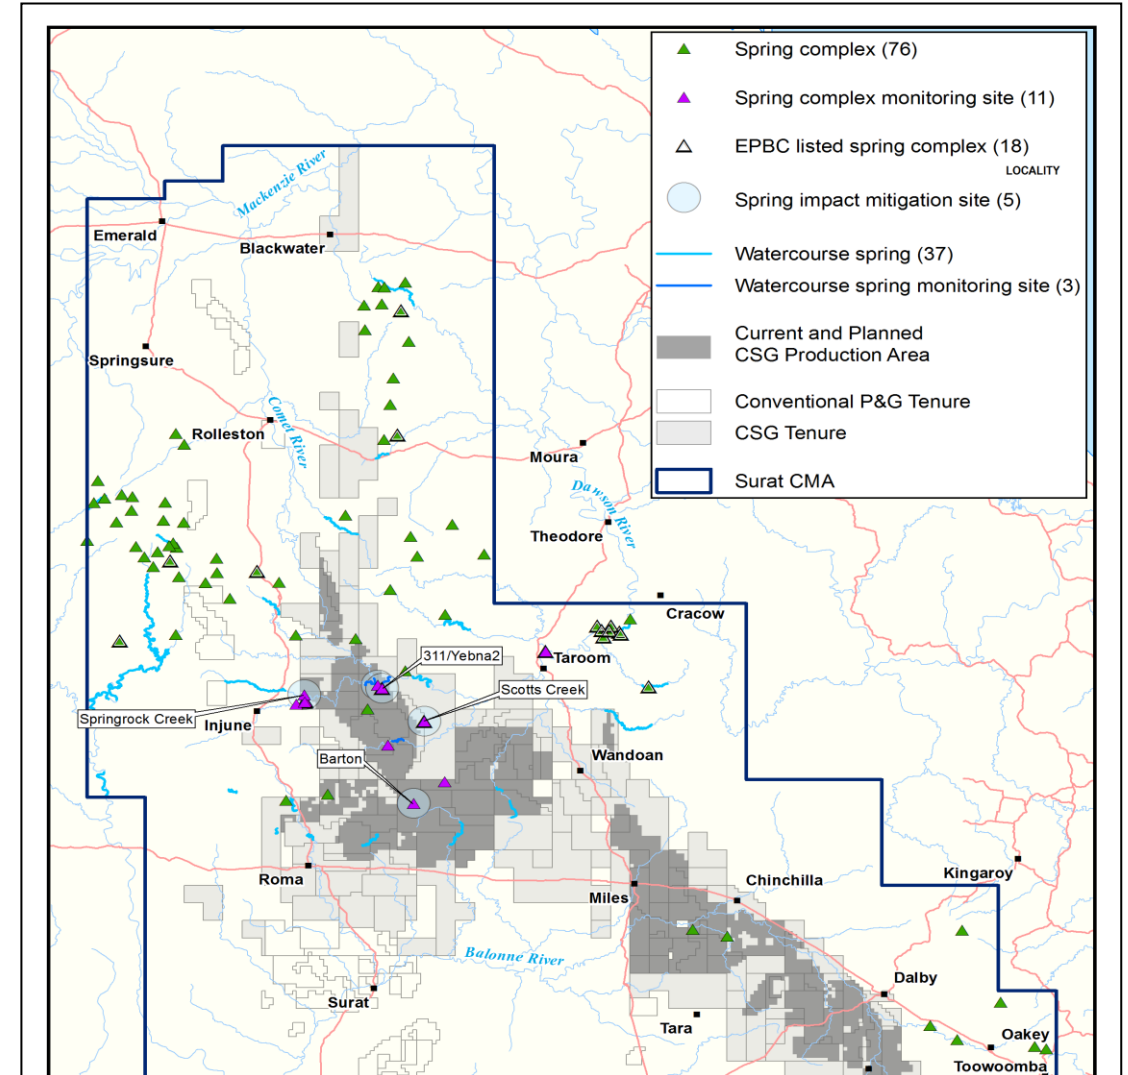 Spring complex (76)
Spring complex monitoring site (11)
EPBC listed spring complex (18)
LOCALITY
Spring impact mitigation site (5)
Watercourse spring (37)
Watercourse spring monitoring site (3)
Current and Planned
CSG Production Area
Conventional P&G Tenure
CSG Tenure
Surat CMA
Mackenzie River
Emerald
Blackwater
Springsure
Comet River
Rolleston
Moura
Dawson River
Theodore
Cracow
311/Yebna2
Taroom
Scotts Creek
Springrock Creek
Injune
Barton
Wandoan
Roma
Miles
Chinchilla
Kingaroy
Balonne River
Surat
Dalby
Tara
Oakey
Toowoomba